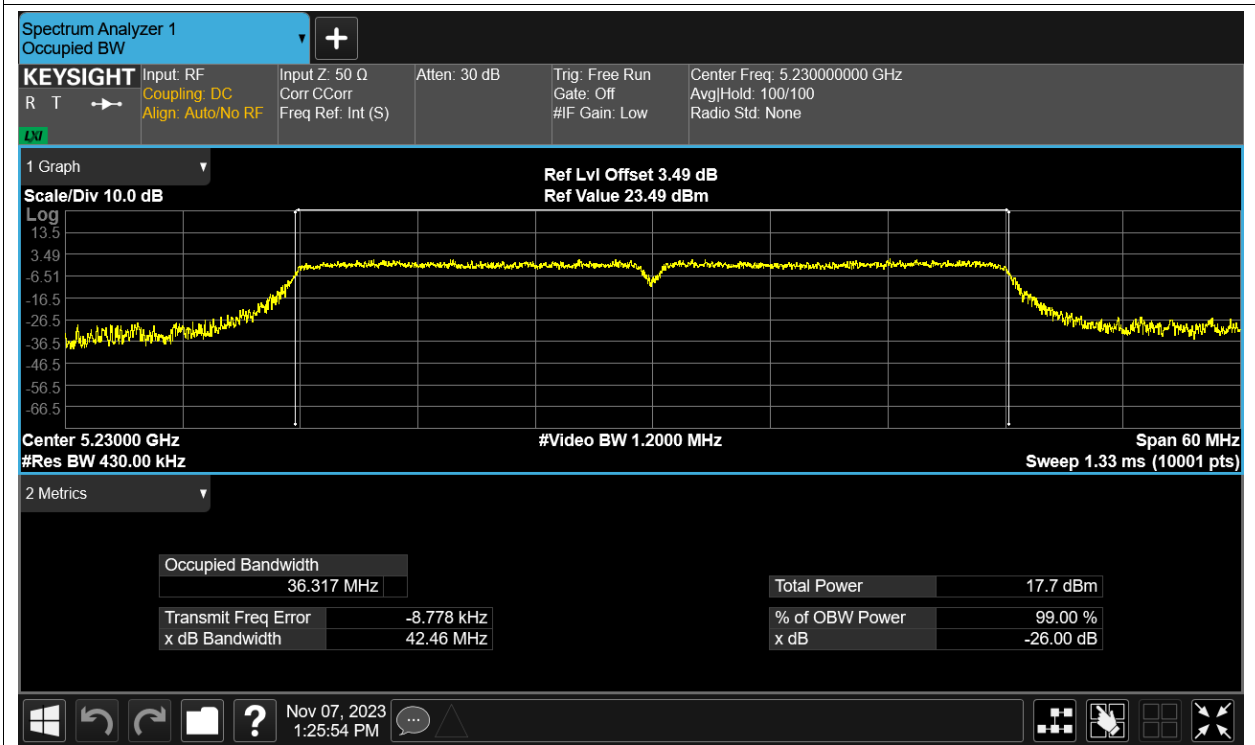 Spectrum Analyzer 1
Occupied BW
KEYSIGHT
R T
LXI
Input: RF
Coupling: DC
Align: Auto/No RF
Input Z: 50 Ω
Corr CCorr
Freq Ref: Int (S)
Atten: 30 dB
Trig: Free Run
Gate: Off
#IF Gain: Low
Center Freq: 5.230000000 GHz
Avg|Hold: 100/100
Radio Std: None
1 Graph
Scale/Div 10.0 dB
Ref Lvl Offset 3.49 dB
Ref Value 23.49 dBm
Log
13.5
3.49
-6.51
-16.5
-26.5
-36.5
-46.5
-56.5
-66.5
Center 5.23000 GHz
#Video BW 1.2000 MHz
Span 60 MHz
#Res BW 430.00 kHz
Sweep 1.33 ms (10001 pts)
2 Metrics
Occupied Bandwidth
36.317 MHz
Transmit Freq Error -8.778 kHz
x dB Bandwidth 42.46 MHz
Total Power 17.7 dBm
% of OBW Power 99.00 %
x dB -26.00 dB
?
Nov 07, 2023
1:25:54 PM